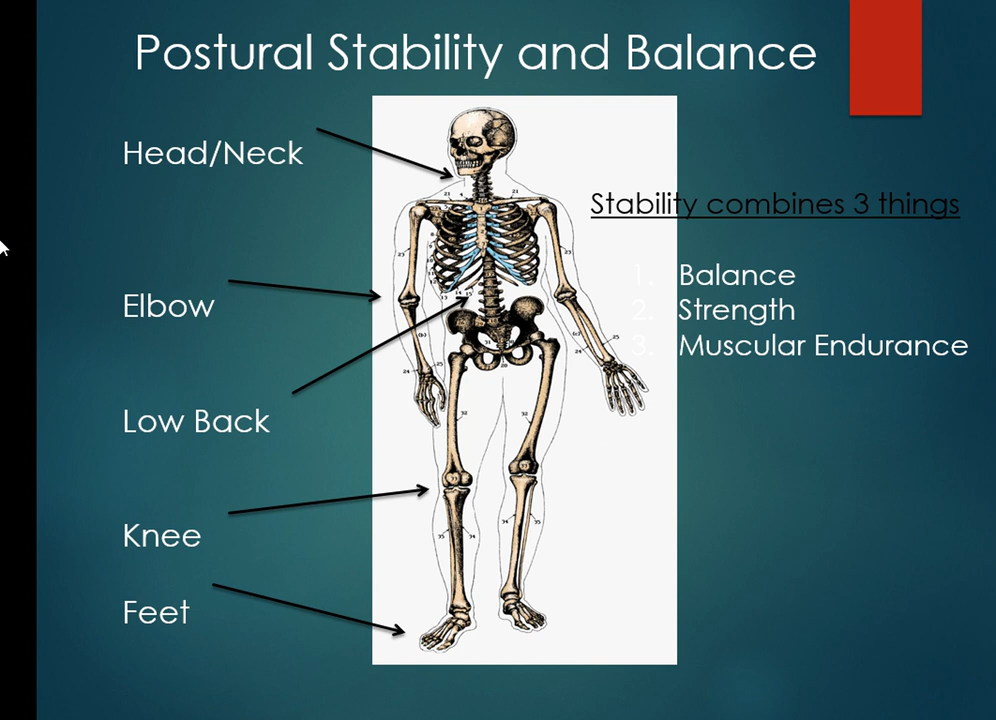 Postural Stability and Balance
Head/Neck
Stability combines 3 things
1. Balance
Elbow
2. Strength
3. Muscular Endurance
Low Back
Knee
Feet